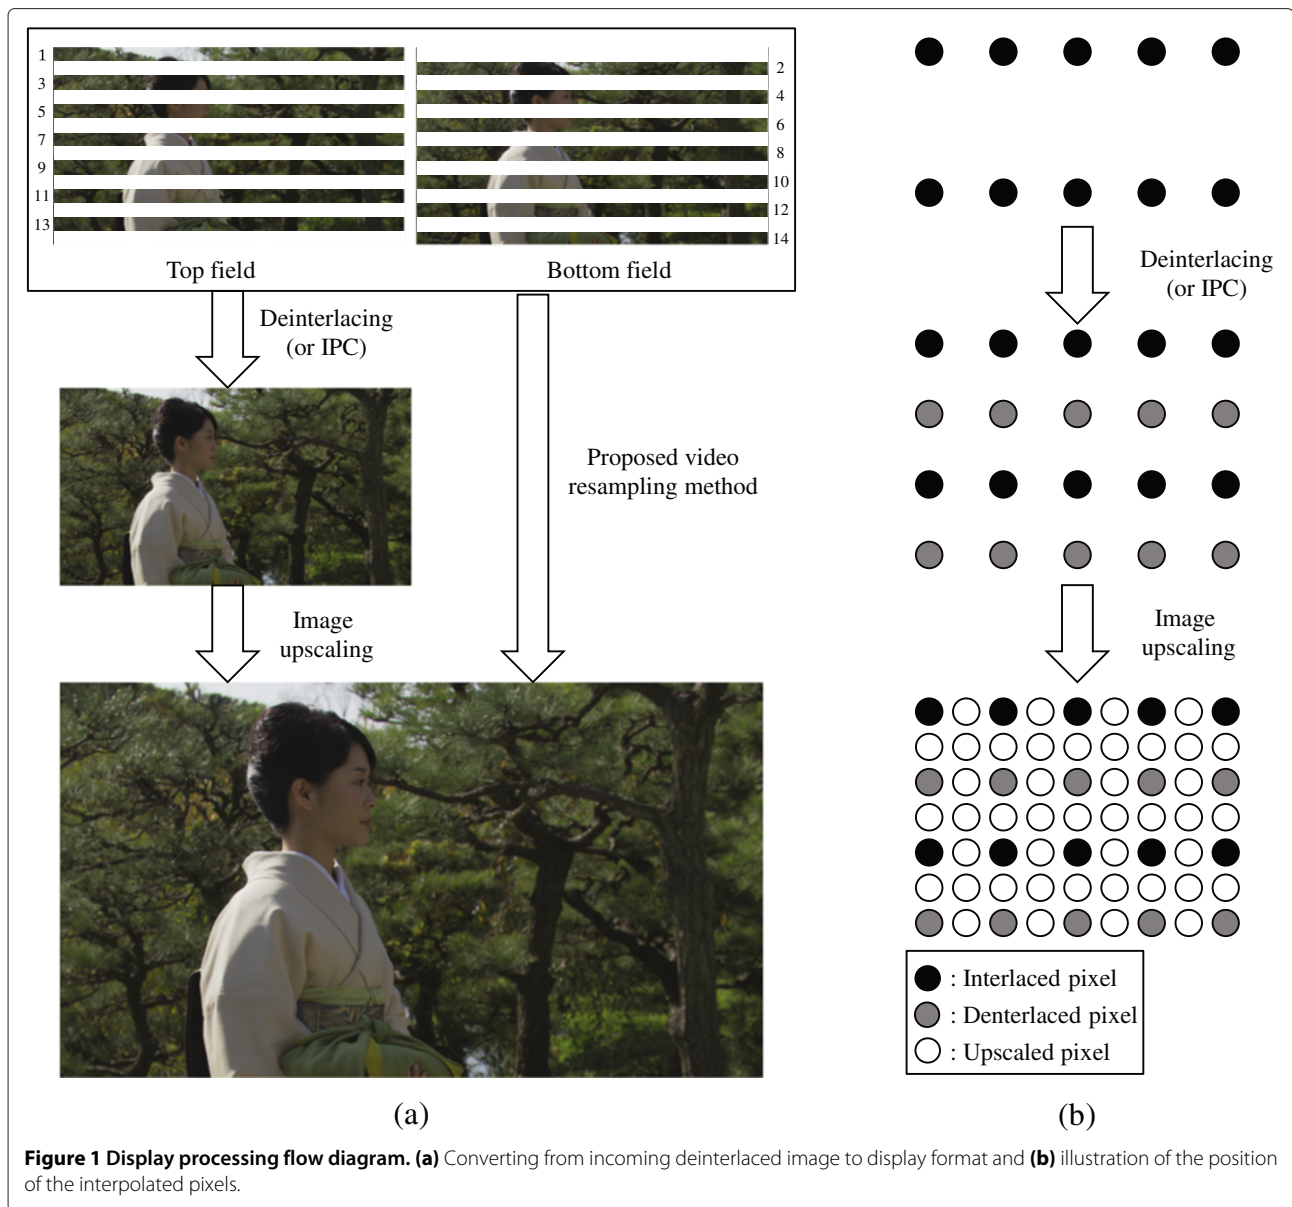 1
3
5
7
9
11
13
2
4
6
8
10
12
14
Top field
Bottom field
Deinterlacing
(or IPC)
Proposed video
resampling method
Image
upscaling
(a)
Deinterlacing
(or IPC)
Image
upscaling
: Interlaced pixel
: Denterlaced pixel
: Upscaled pixel
(b)
Figure 1 Display processing flow diagram. (a) Converting from incoming deinterlaced image to display format and (b) illustration of the position
of the interpolated pixels.